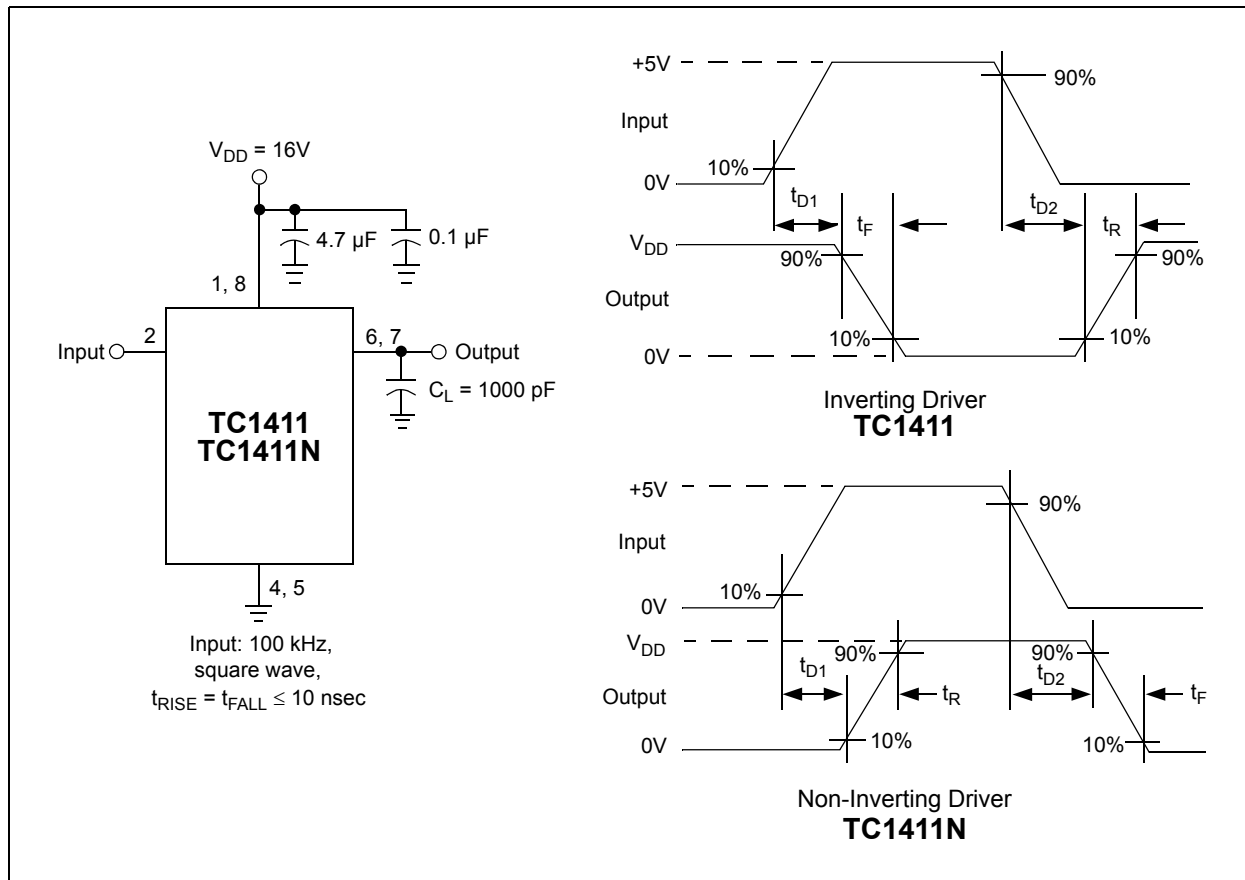 V_DD = 16V
4.7 µF
0.1 µF
1, 8
2
6, 7
Input
Output
C_L = 1000 pF
TC1411
TC1411N
4, 5
Input: 100 kHz,
square wave,
t_RISE = t_FALL ≤ 10 nsec
+5V
90%
Input
10%
0V
t_D1
t_D2
t_F
t_R
V_DD
90%
90%
Output
10%
10%
0V
Inverting Driver
TC1411
+5V
90%
Input
10%
0V
V_DD
90%
90%
t_D1
t_D2
Output
t_R
t_F
0V
10%
10%
Non-Inverting Driver
TC1411N